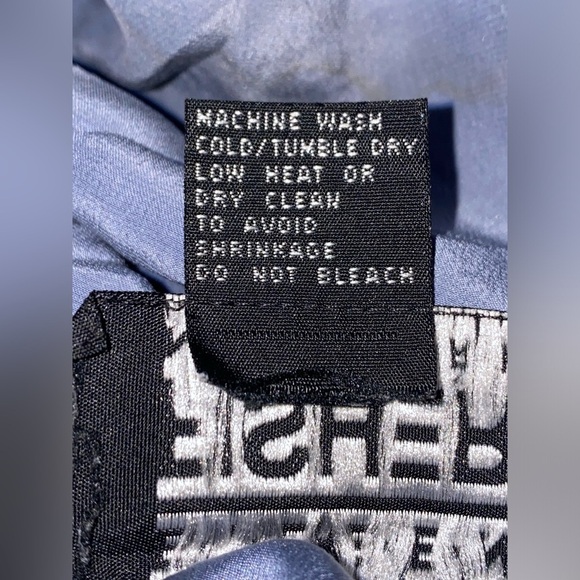 MACHINE WASH
COLD/TUMBLE DRY
LOW HEAT OR
DRY CLEAN
TO AVOID
SHRINKAGE
DO NOT BLEACH